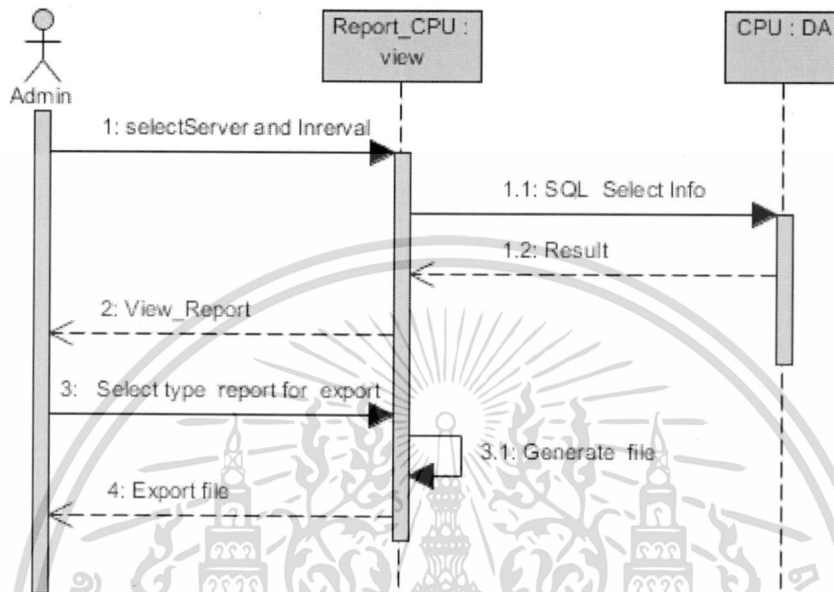 Report_CPU :
view
CPU : DA
Admin
1: selectServer and Inrerval
1.1: SQL Select Info
1.2: Result
2: View_Report
3: Select type report for export
3.1: Generate file
4: Export file